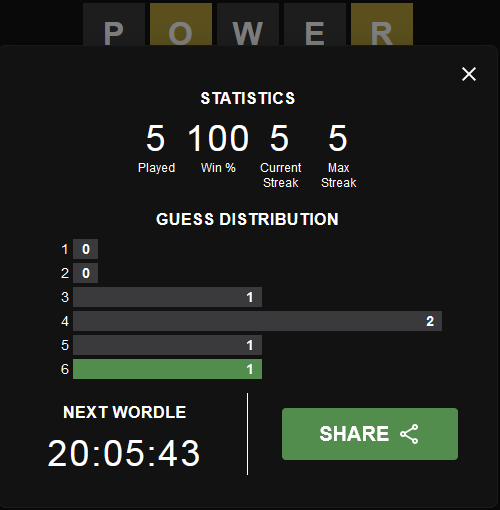 P O W E R
STATISTICS
5 100 5 5
Played Win % Current Streak Max Streak
GUESS DISTRIBUTION
1 0
2 0
3 1
4 2
5 1
6 1
NEXT WORDLE
20:05:43
SHARE